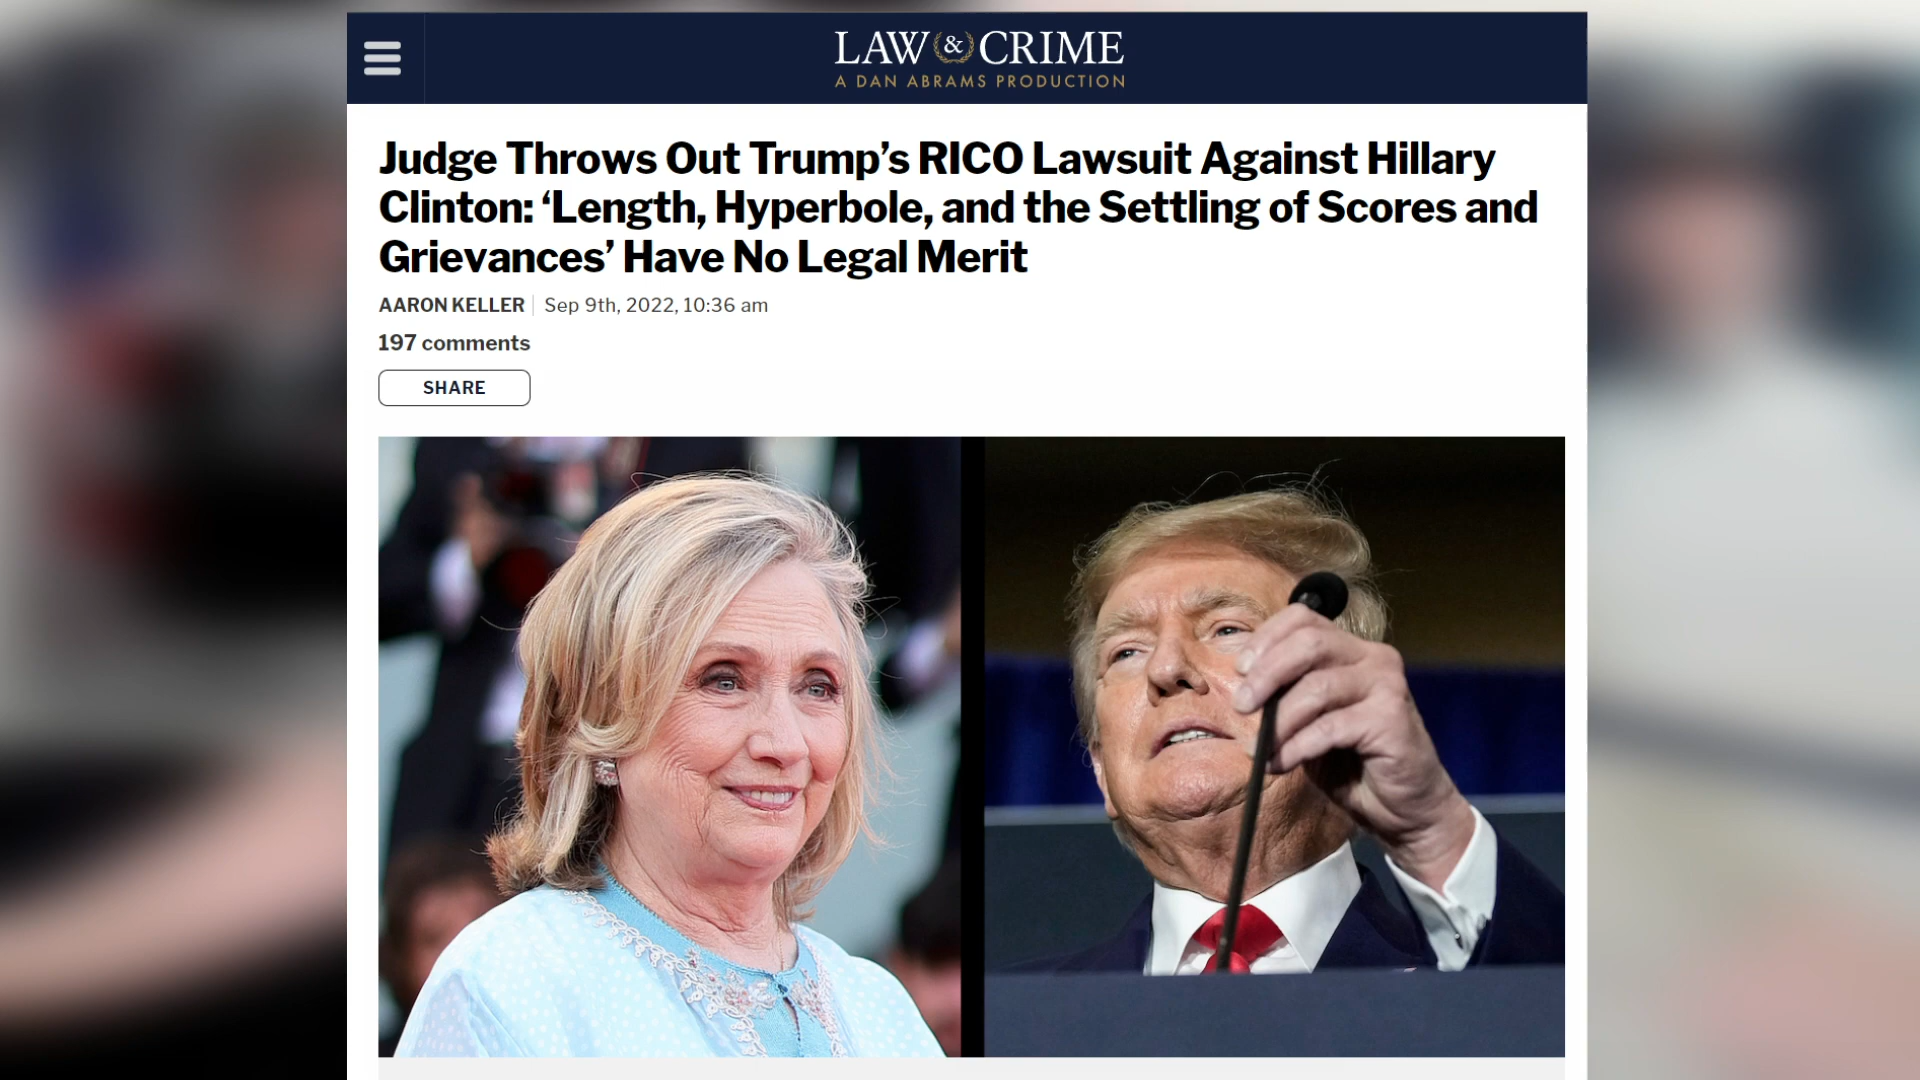 LAW & CRIME
A DAN ABRAMS PRODUCTION
Judge Throws Out Trump’s RICO Lawsuit Against Hillary
Clinton: ‘Length, Hyperbole, and the Settling of Scores and
Grievances’ Have No Legal Merit
AARON KELLER | Sep 9th, 2022, 10:36 am
197 comments
SHARE